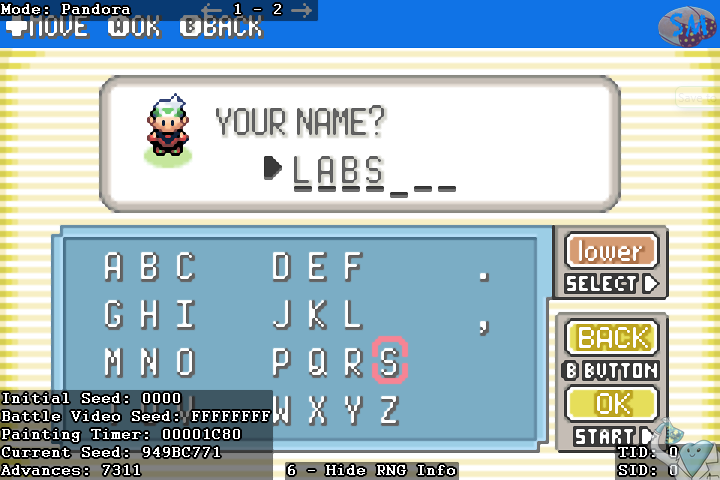 Mode: Pandora ← 1 - 2 →
MOVE OK B BACK
YOUR NAME?
LABS___
lower
SELECT
A B C D E F .
G H I J K L ,
M N O P Q R S
W X Y Z
BACK
B BUTTON
OK
START
Initial Seed: 0000
Battle Video Seed: FFFFFFFF
Painting Timer: 00001C80
Current Seed: 949BC771
Advances: 7311
6 - Hide RNG Info
TID: 0
SID: 0